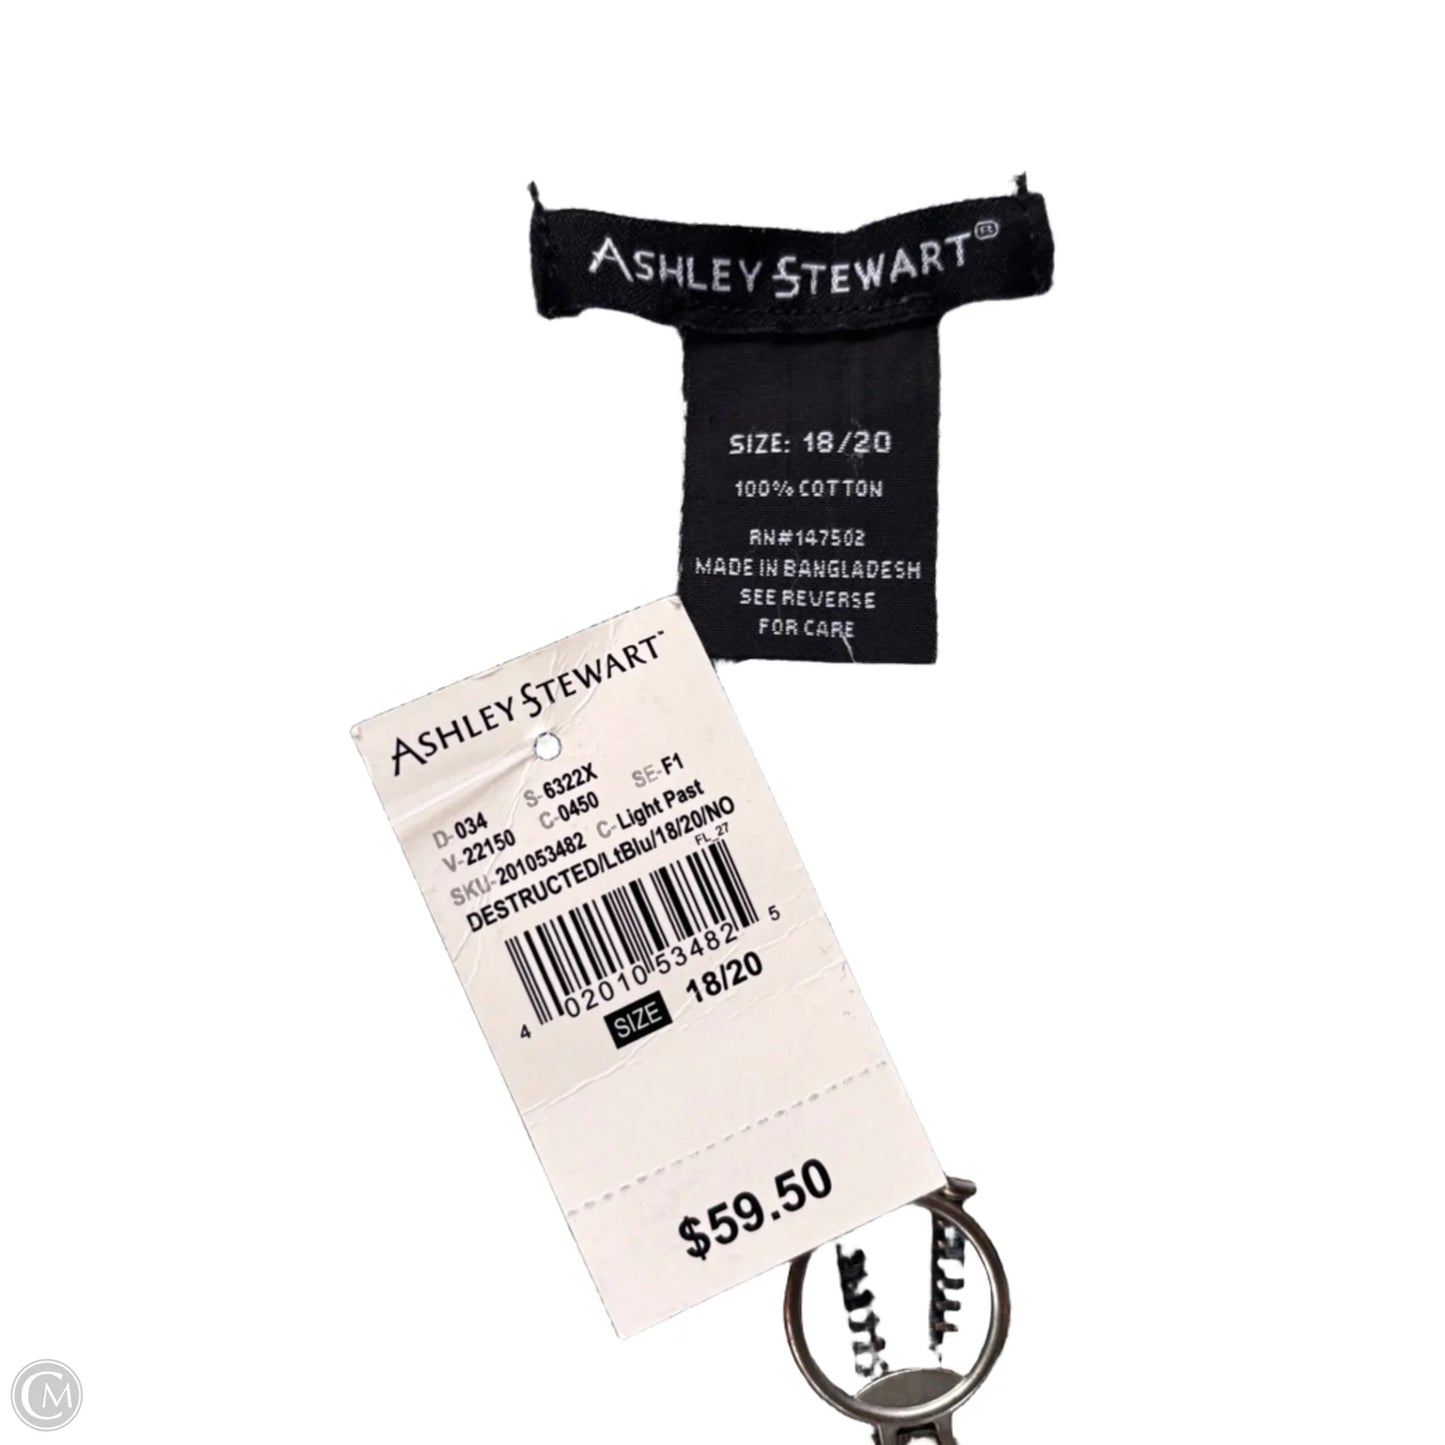 ASHLEY STEWART®
SIZE: 18/20
100% COTTON
RN#147502
MADE IN BANGLADESH
SEE REVERSE
FOR CARE
ASHLEY STEWART™
D-034 S-6322X SE-F1
V-22150 C-0450
SKU-201053482 C-Light Past
DESTRUCTED/LtBlu/18/20/NO
FL_27
4 02010 53482 5
SIZE 18/20
$59.50
CM